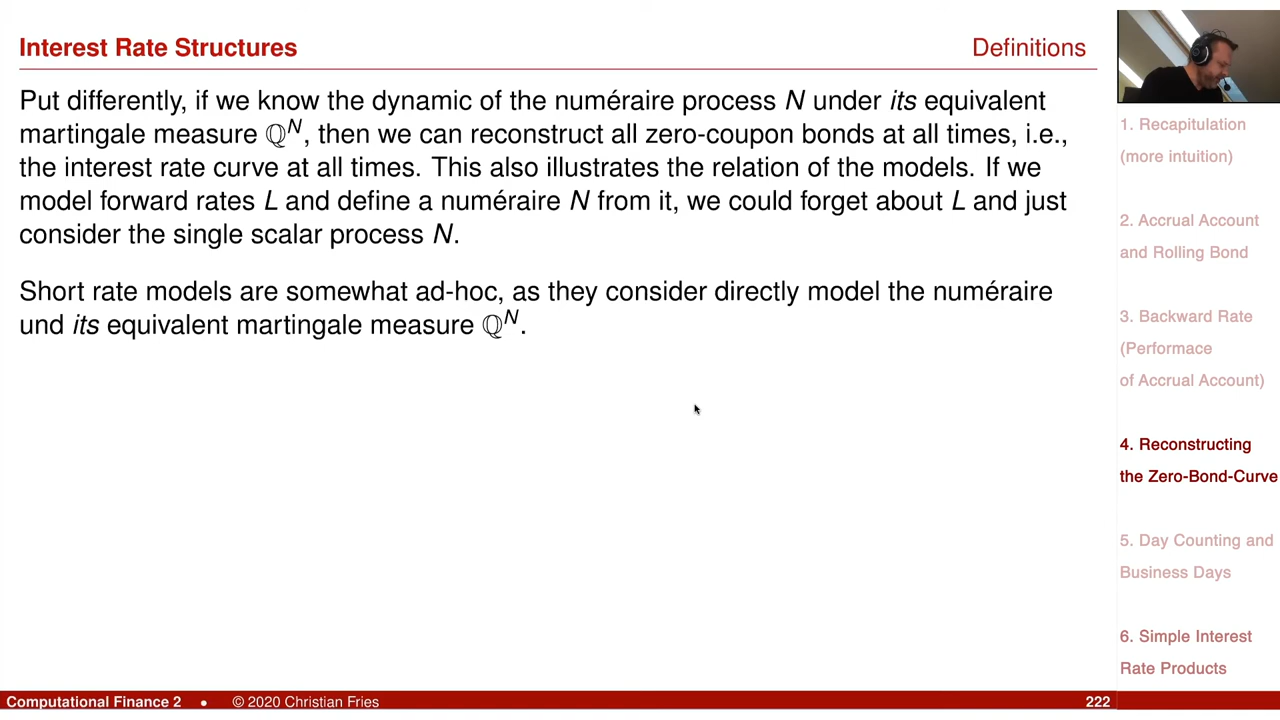 Interest Rate Structures
Definitions
Put differently, if we know the dynamic of the numéraire process N under its equivalent
martingale measure ℚᴺ, then we can reconstruct all zero-coupon bonds at all times, i.e.,
the interest rate curve at all times. This also illustrates the relation of the models. If we
model forward rates L and define a numéraire N from it, we could forget about L and just
consider the single scalar process N.
Short rate models are somewhat ad-hoc, as they consider directly model the numéraire
und its equivalent martingale measure ℚᴺ.
1. Recapitulation
(more intuition)
2. Accrual Account
and Rolling Bond
3. Backward Rate
(Performace
of Accrual Account)
4. Reconstructing
the Zero-Bond-Curve
5. Day Counting and
Business Days
6. Simple Interest
Rate Products
Computational Finance 2 • © 2020 Christian Fries 222